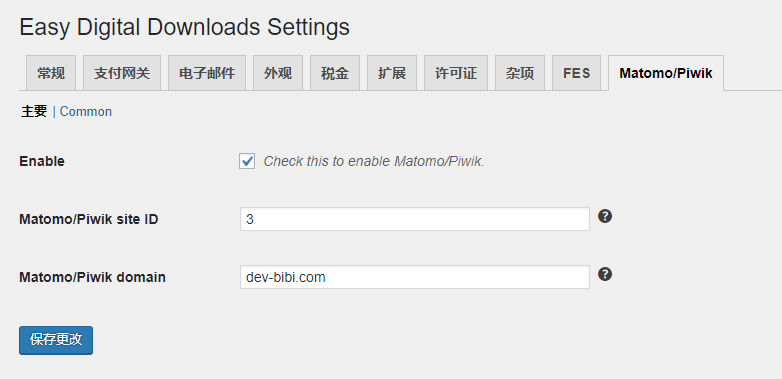 Easy Digital Downloads Settings
常规 支付网关 电子邮件 外观 税金 扩展 许可证 杂项 FES Matomo/Piwik
主要 | Common
Enable Check this to enable Matomo/Piwik.
Matomo/Piwik site ID 3 ?
Matomo/Piwik domain dev-bibi.com ?
保存更改